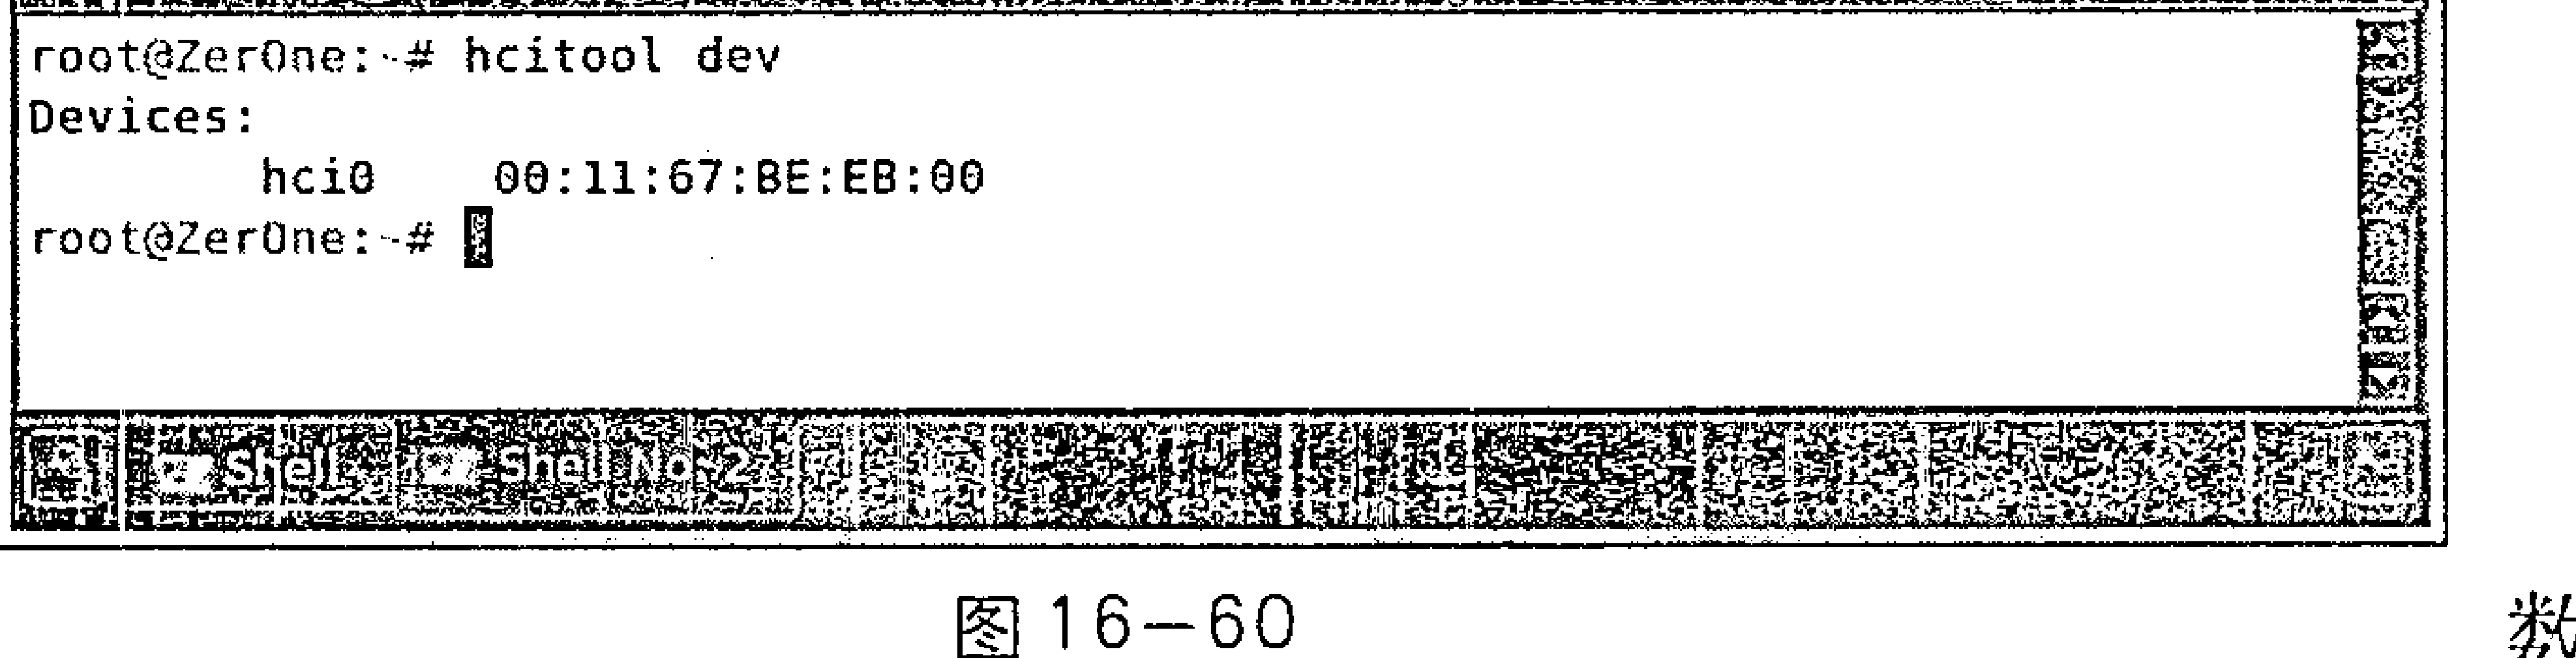 root@ZerOne:~# hcitool dev
Devices:
hci0 00:11:67:BE:EB:00
root@ZerOne:~#
Shell Shell No. 2
图 16-60
数